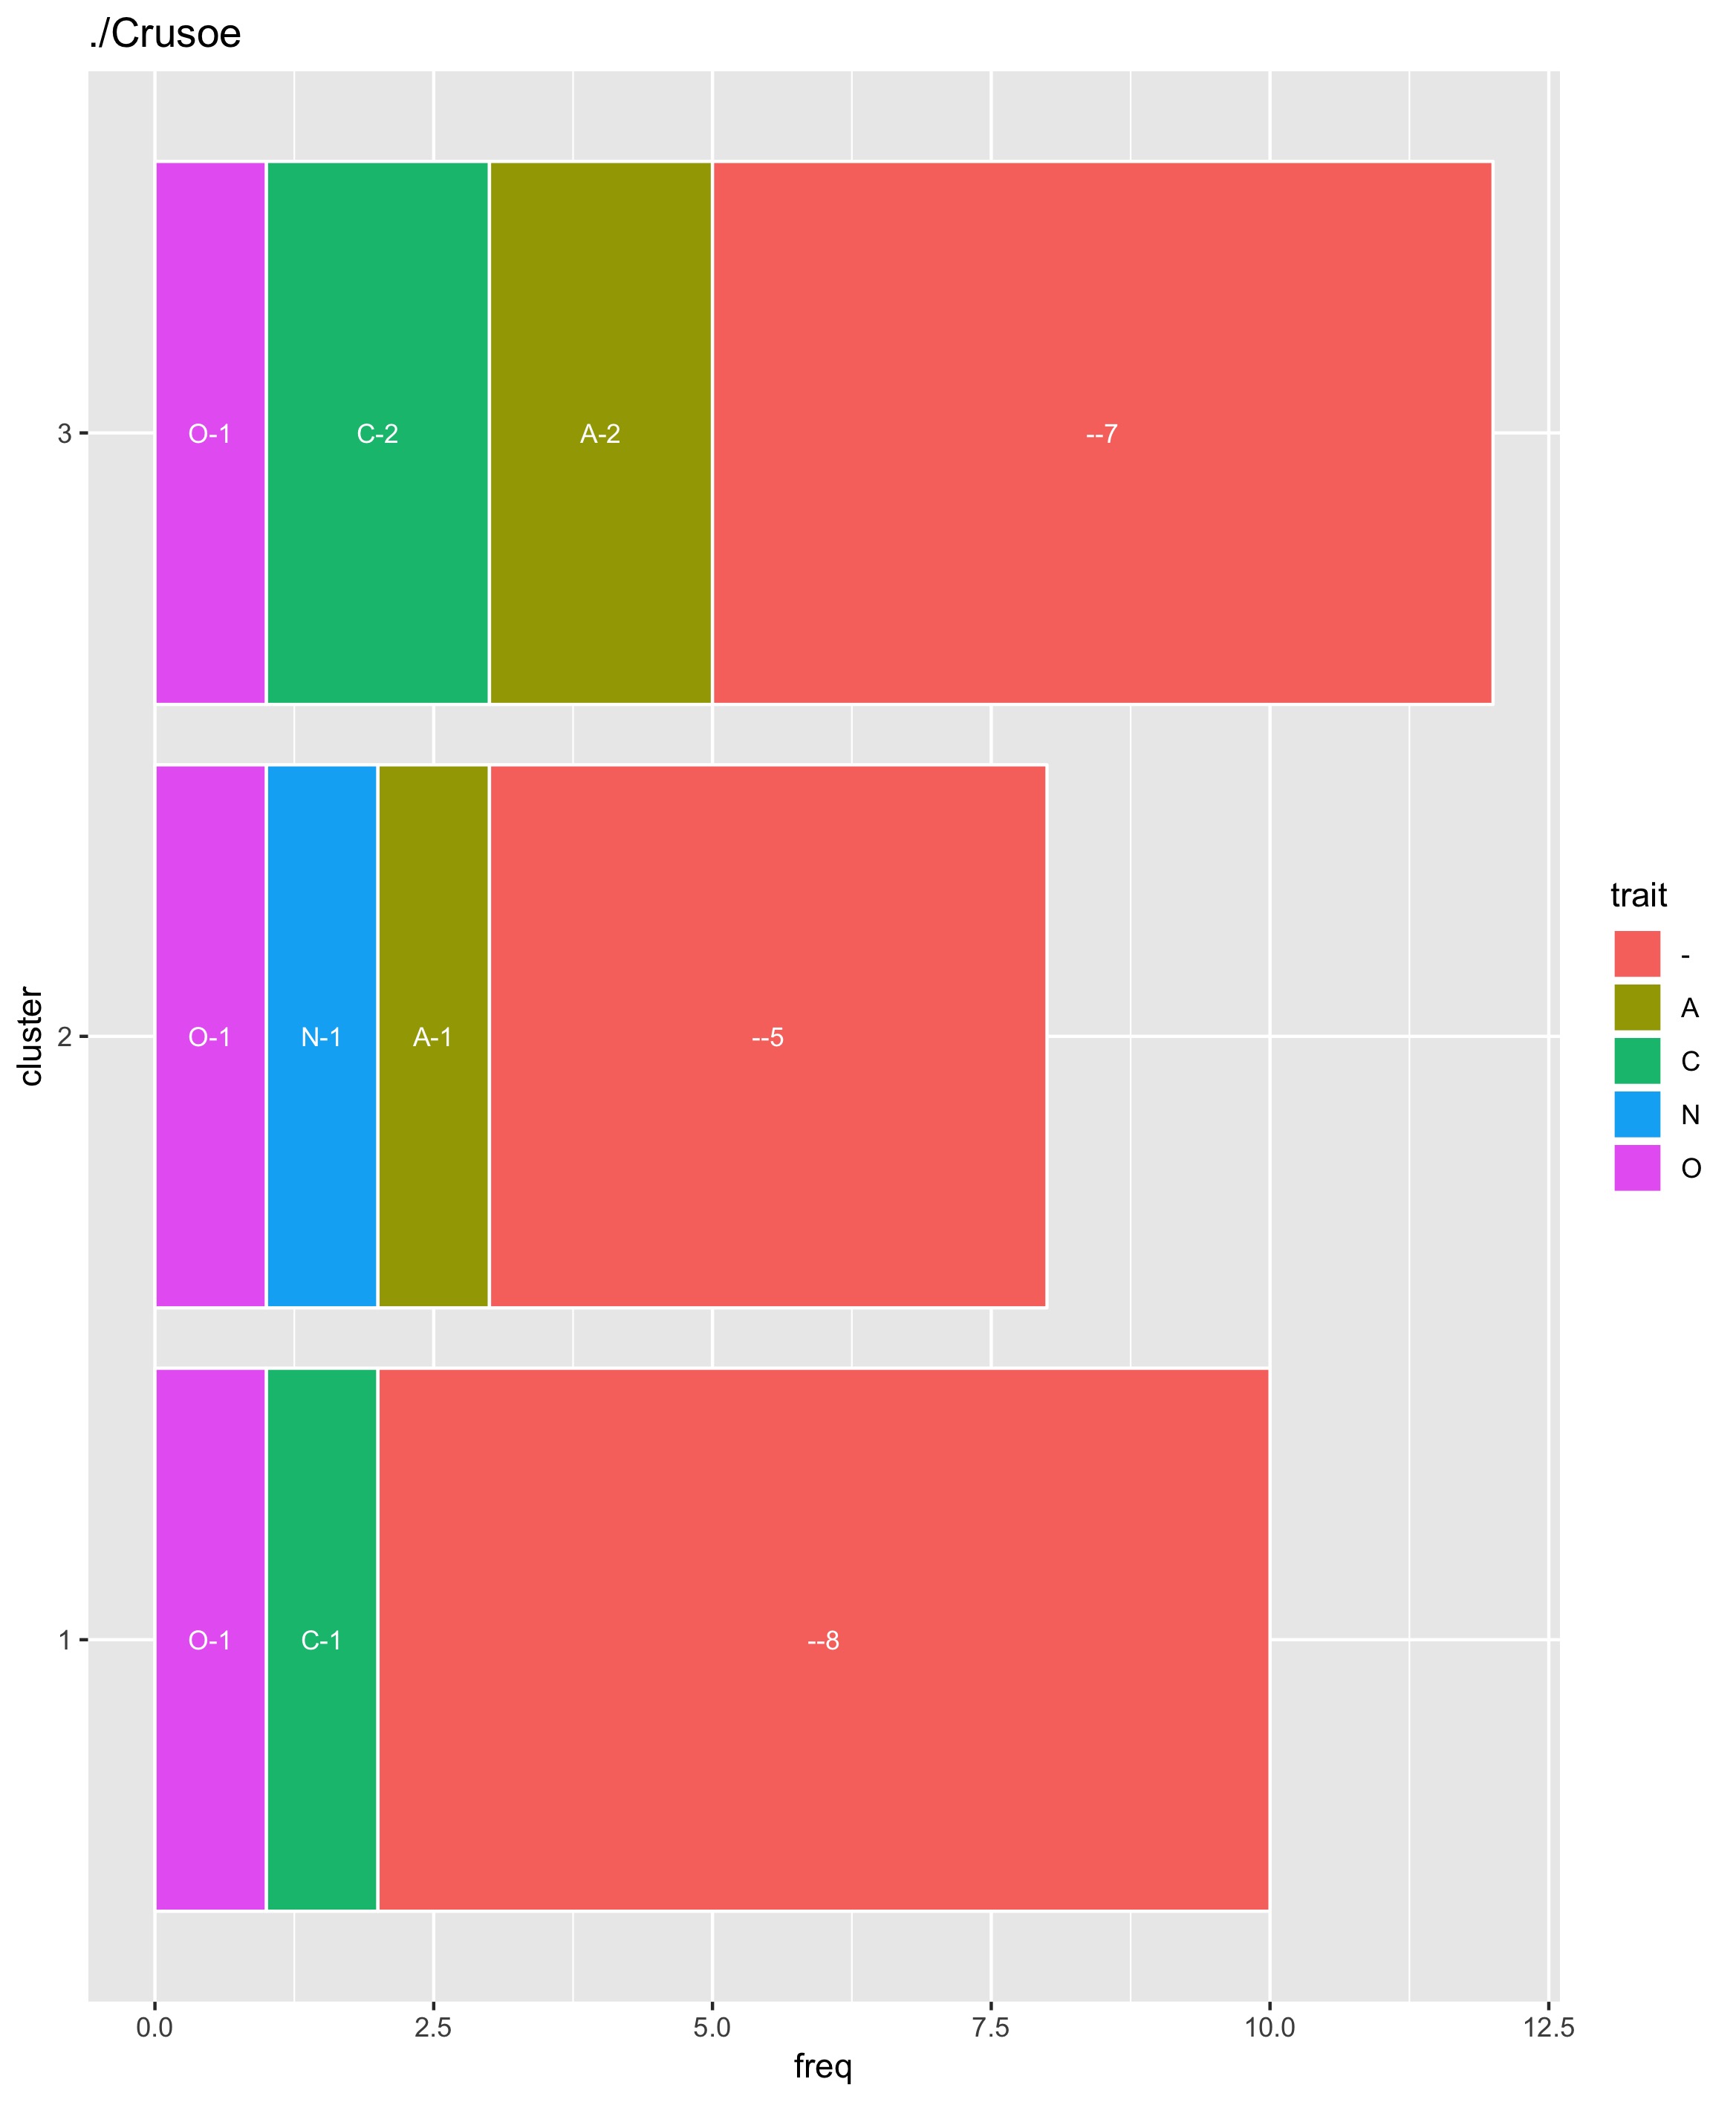 ./Crusoe
3
O-1
C-2
A-2
--7
cluster
2
O-1
N-1
A-1
--5
1
O-1
C-1
--8
0.0
2.5
5.0
7.5
10.0
12.5
freq
trait
-
A
C
N
O